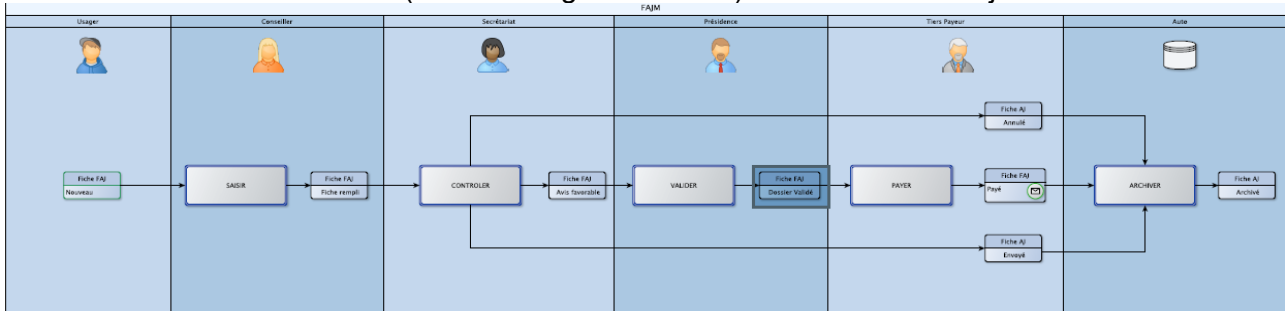 FAJM
Usager
Conseiller
Secrétariat
Présidence
Tiers Payeur
Auto
Fiche AJ
Annulé
Fiche FAJ
Nouveau
SAISIR
Fiche FAJ
Fiche rempli
CONTROLER
Fiche FAJ
Avis favorable
VALIDER
Fiche FAJ
Dossier Validé
PAYER
Fiche FAJ
Payé
ARCHIVER
Fiche AJ
Archivé
Fiche AJ
Envoyé